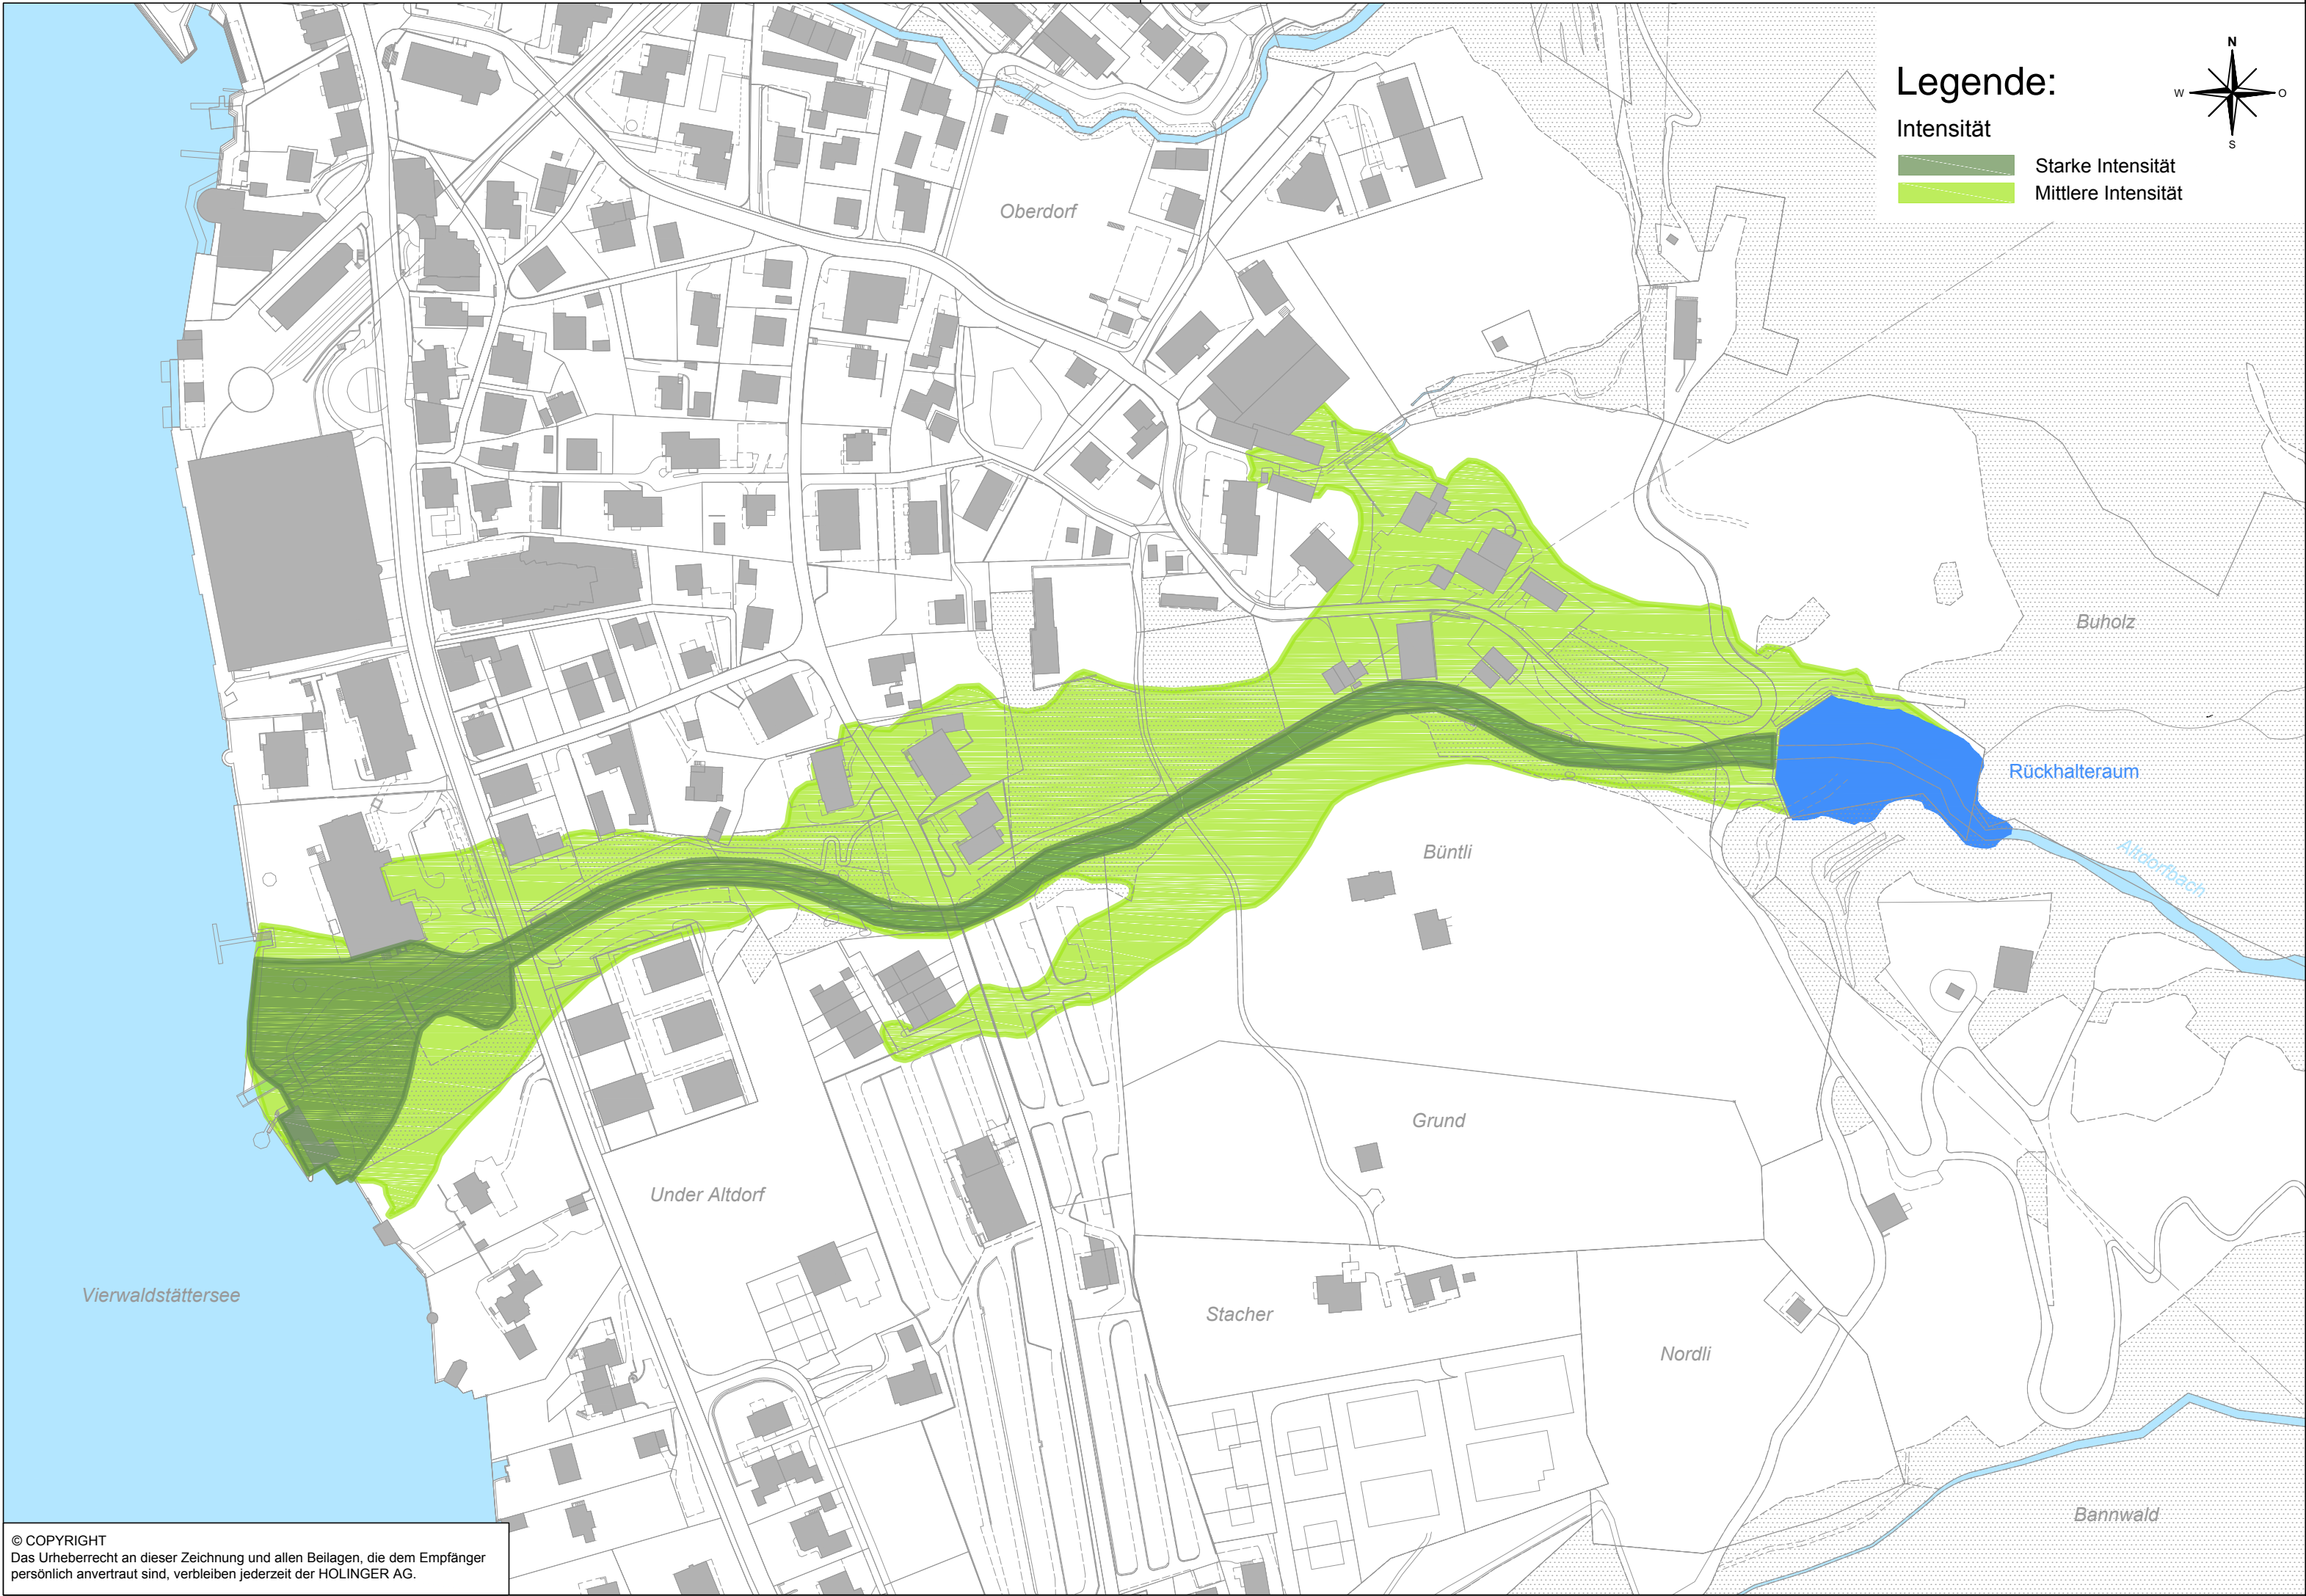 Legende:
Intensität
Starke Intensität
Mittlere Intensität
N
W
O
S
Oberdorf
Buholz
Rückhalteraum
Altdorfbach
Büntli
Grund
Under Altdorf
Vierwaldstättersee
Stacher
Nordli
Bannwald
© COPYRIGHT
Das Urheberrecht an dieser Zeichnung und allen Beilagen, die dem Empfänger
persönlich anvertraut sind, verbleiben jederzeit der HOLINGER AG.